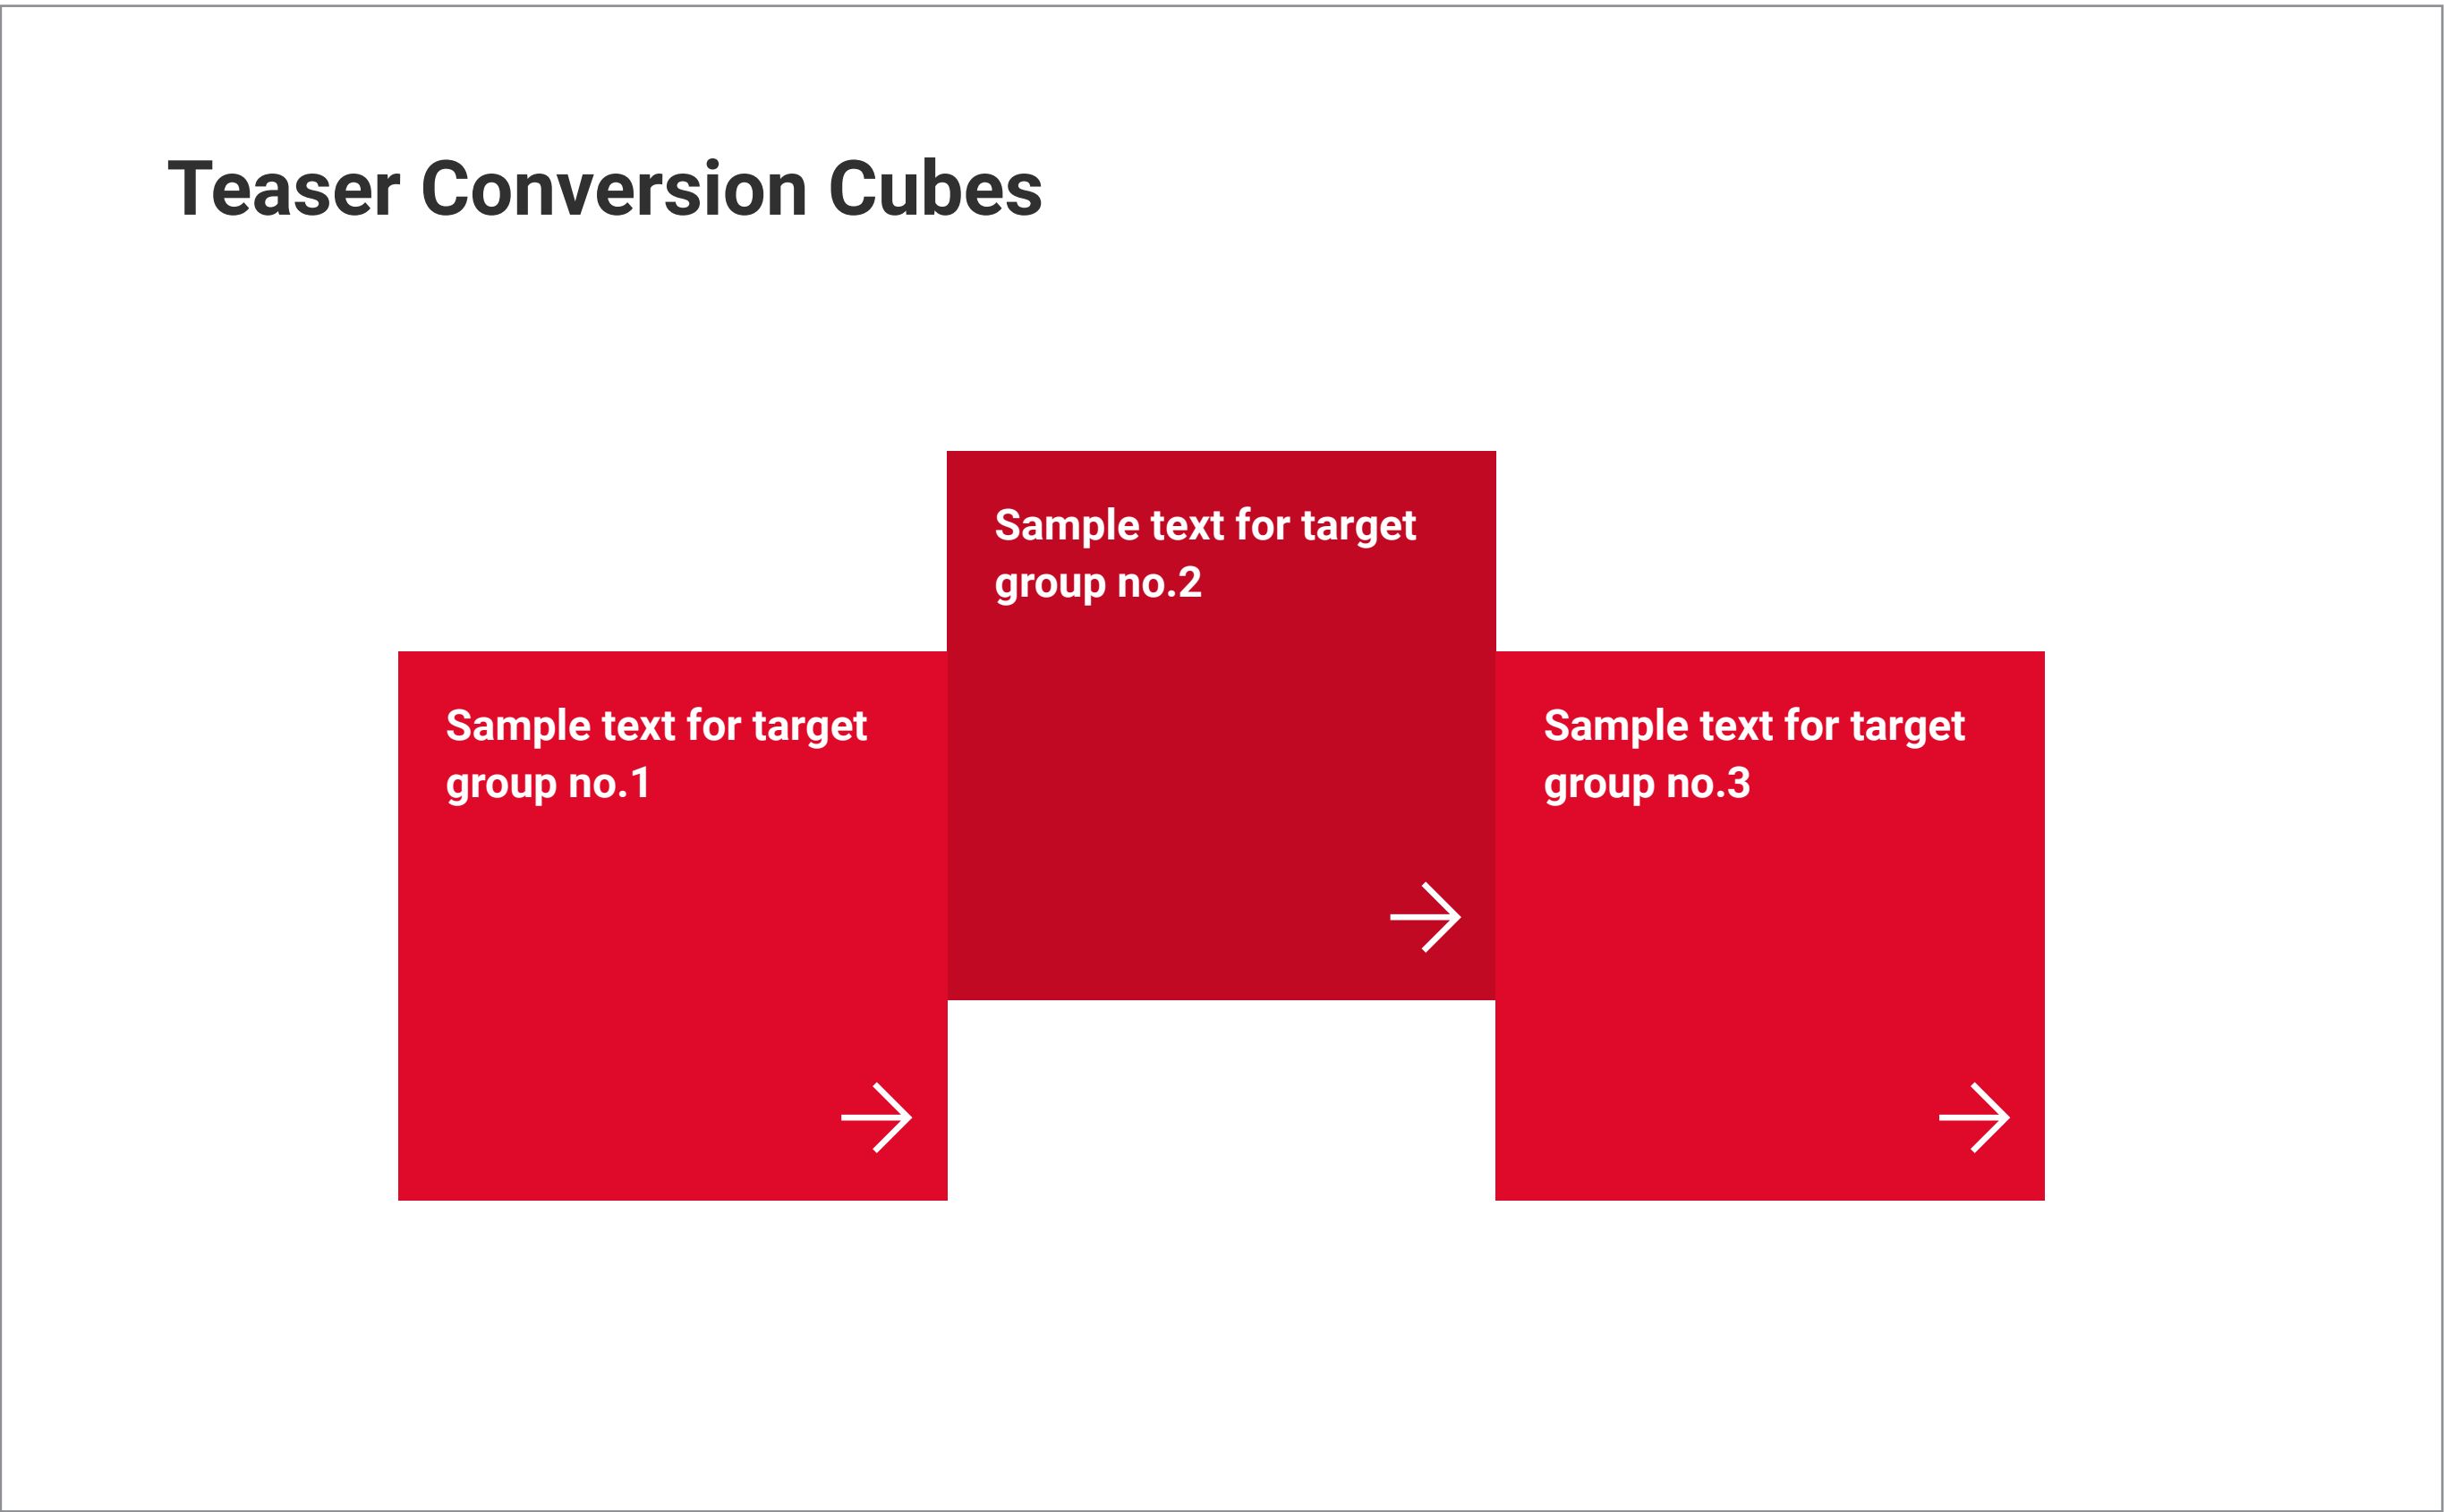 Teaser Conversion Cubes
Sample text for target
group no.1
Sample text for target
group no.2
Sample text for target
group no.3